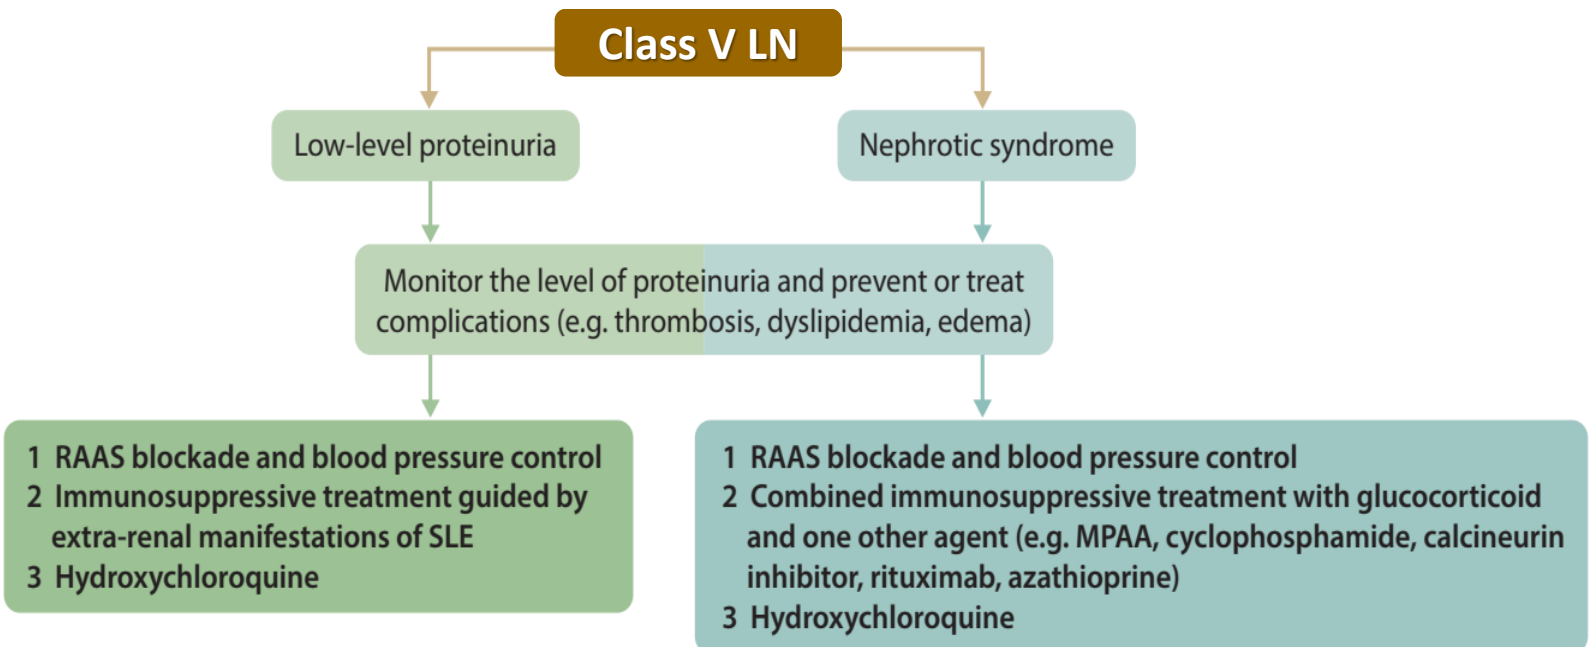 Class V LN
Low-level proteinuria
Nephrotic syndrome
Monitor the level of proteinuria and prevent or treat
complications (e.g. thrombosis, dyslipidemia, edema)
1 RAAS blockade and blood pressure control
2 Immunosuppressive treatment guided by
extra-renal manifestations of SLE
3 Hydroxychloroquine
1 RAAS blockade and blood pressure control
2 Combined immunosuppressive treatment with glucocorticoid
and one other agent (e.g. MPAA, cyclophosphamide, calcineurin
inhibitor, rituximab, azathioprine)
3 Hydroxychloroquine